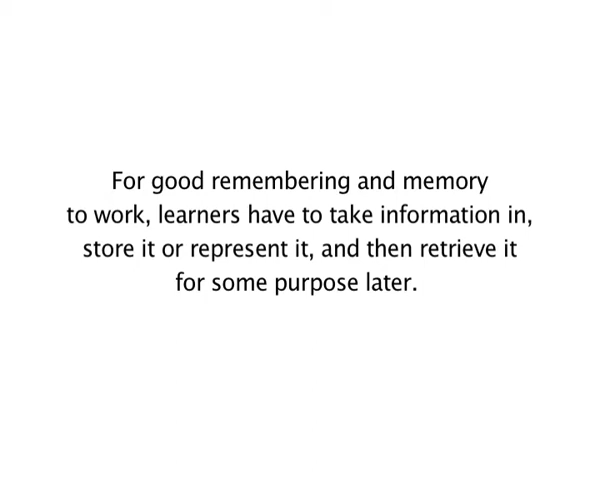 For good remembering and memory
to work, learners have to take information in,
store it or represent it, and then retrieve it
for some purpose later.